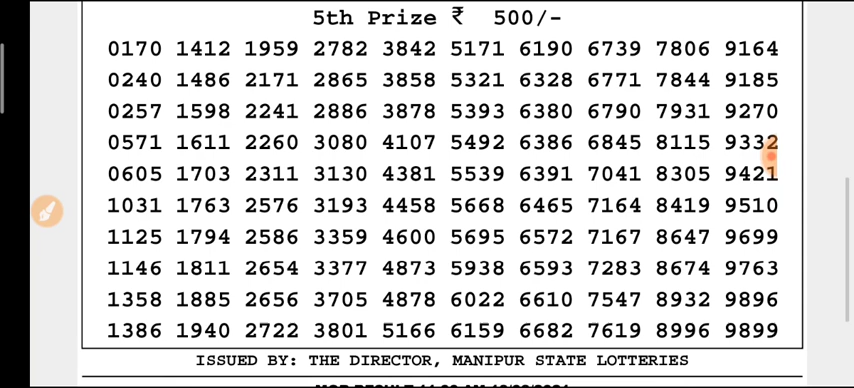 5th Prize ₹ 500/-
0170 1412 1959 2782 3842 5171 6190 6739 7806 9164
0240 1486 2171 2865 3858 5321 6328 6771 7844 9185
0257 1598 2241 2886 3878 5393 6380 6790 7931 9270
0571 1611 2260 3080 4107 5492 6386 6845 8115 9332
0605 1703 2311 3130 4381 5539 6391 7041 8305 9421
1031 1763 2576 3193 4458 5668 6465 7164 8419 9510
1125 1794 2586 3359 4600 5695 6572 7167 8647 9699
1146 1811 2654 3377 4873 5938 6593 7283 8674 9763
1358 1885 2656 3705 4878 6022 6610 7547 8932 9896
1386 1940 2722 3801 5166 6159 6682 7619 8996 9899
ISSUED BY: THE DIRECTOR, MANIPUR STATE LOTTERIES